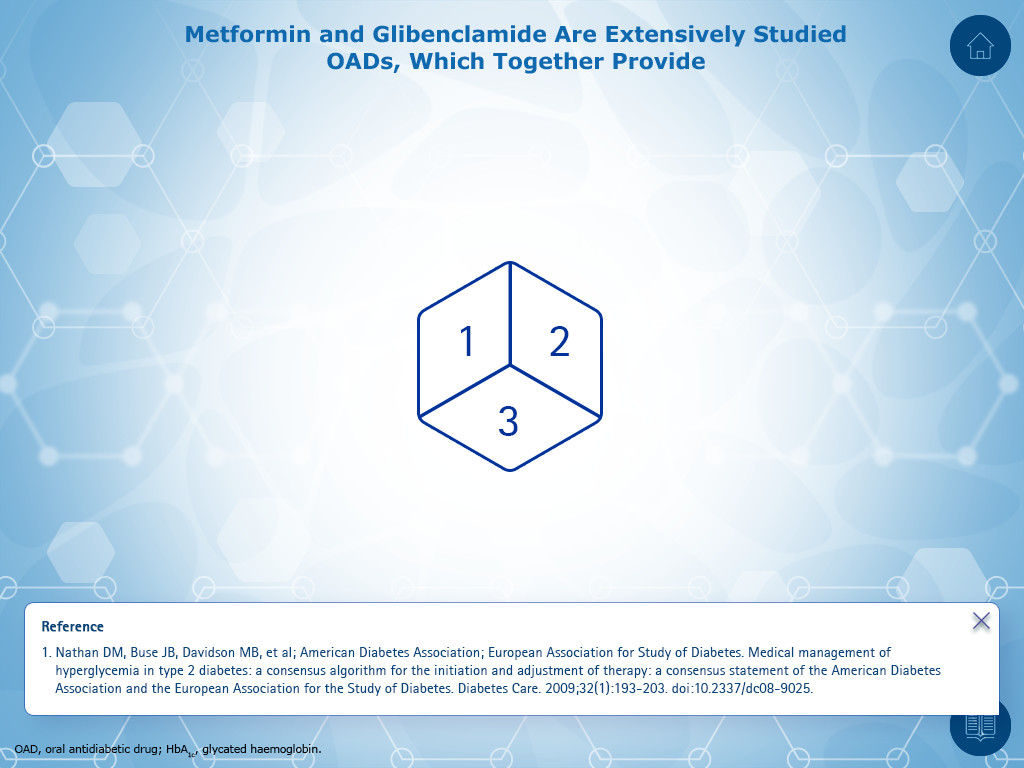 Metformin and Glibenclamide Are Extensively Studied
OADs, Which Together Provide
1
2
3
Reference
1. Nathan DM, Buse JB, Davidson MB, et al; American Diabetes Association; European Association for Study of Diabetes. Medical management of
hyperglycemia in type 2 diabetes: a consensus algorithm for the initiation and adjustment of therapy: a consensus statement of the American Diabetes
Association and the European Association for the Study of Diabetes. Diabetes Care. 2009;32(1):193-203. doi:10.2337/dc08-9025.
OAD, oral antidiabetic drug; HbA1c, glycated haemoglobin.